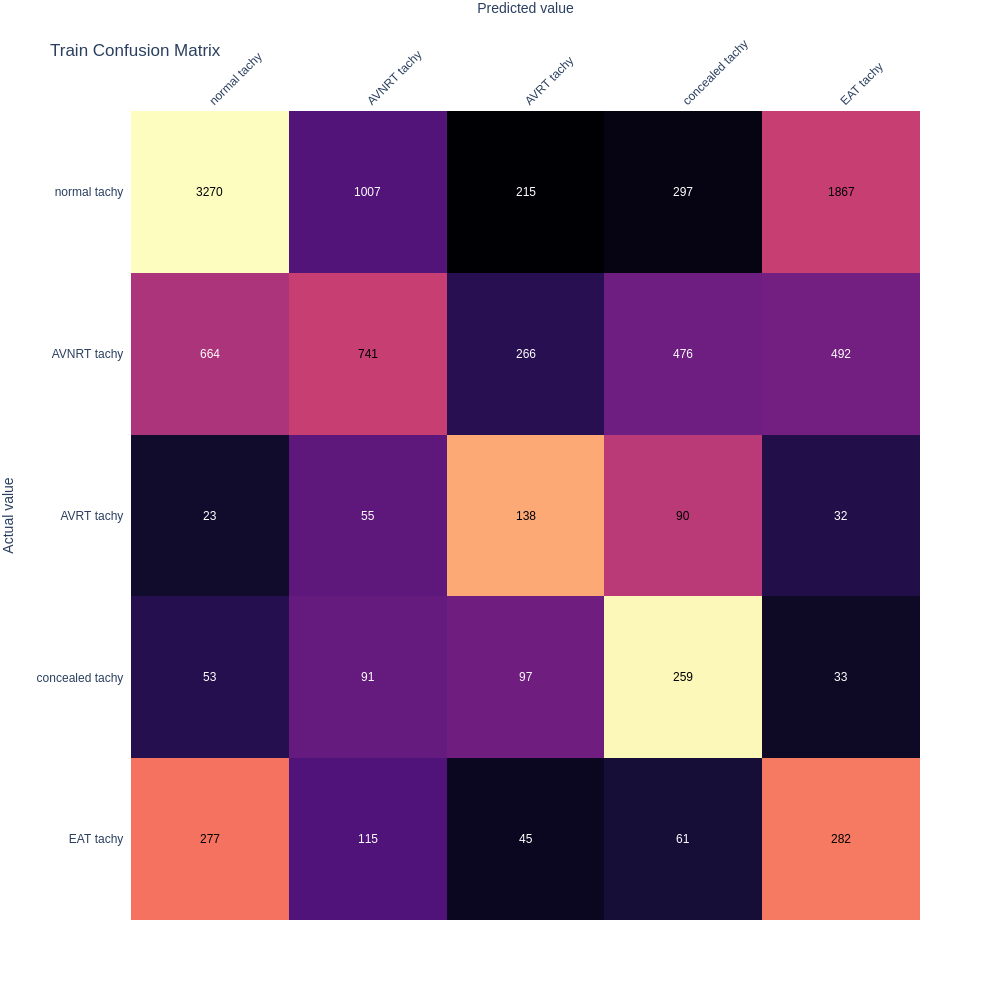 Predicted value
Train Confusion Matrix
normal tachy AVNRT tachy AVRT tachy concealed tachy EAT tachy
normal tachy 3270 1007 215 297 1867
AVNRT tachy 664 741 266 476 492
Actual value
AVRT tachy 23 55 138 90 32
concealed tachy 53 91 97 259 33
EAT tachy 277 115 45 61 282